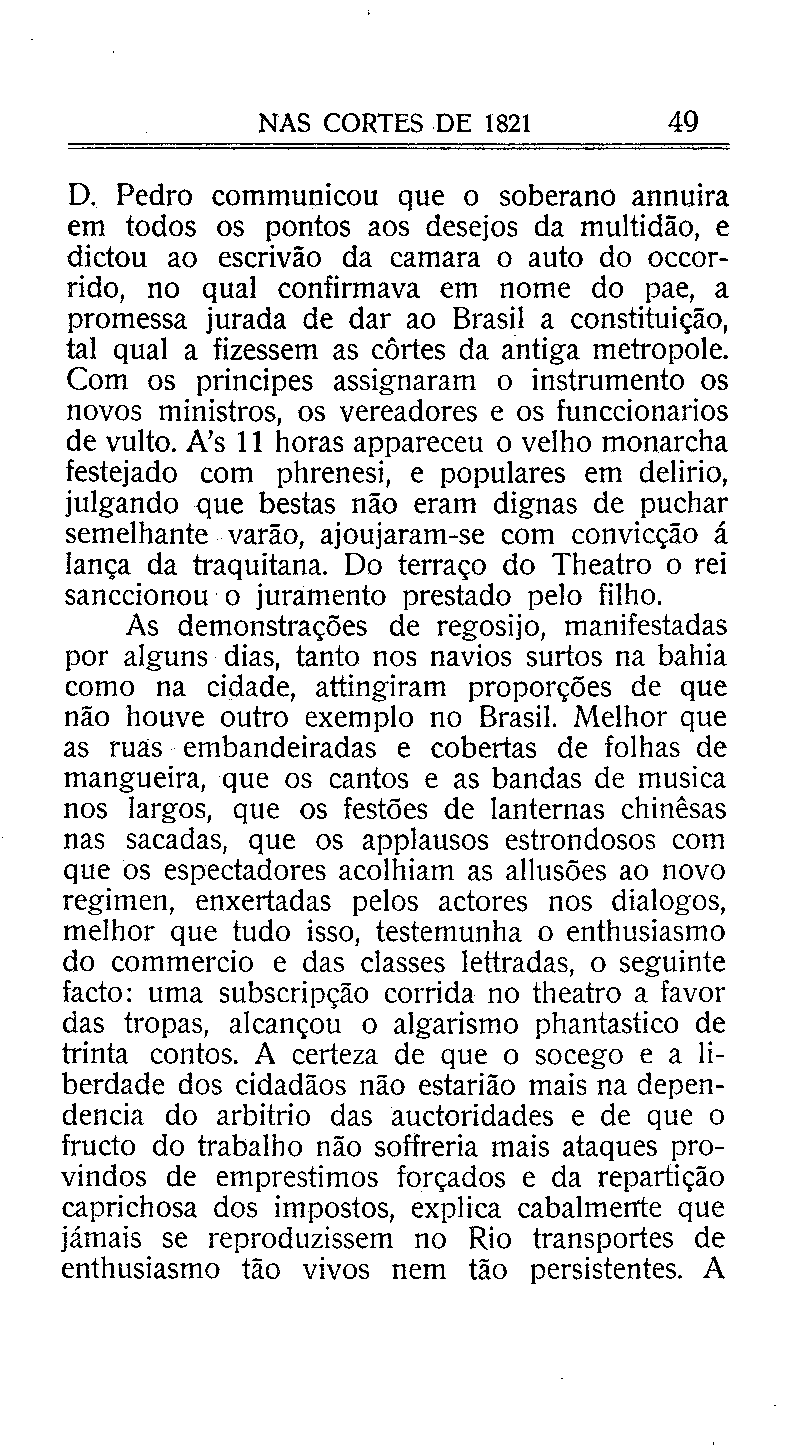 NAS CORTES DE 1821 49
D. Pedro communicou que o soberano annuira
em todos os pontos aos desejos da multidão, e
dictou ao escrivão da camara o auto do occor-
rido, no qual confirmava em nome do pae, a
promessa jurada de dar ao Brasil a constituição,
tal qual a fizessem as côrtes da antiga metropole.
Com os principes assignaram o instrumento os
novos ministros, os vereadores e os funccionarios
de vulto. A's 11 horas appareceu o velho monarcha
festejado com phrenesi, e populares em delirio,
julgando que bestas não eram dignas de puchar
semelhante varão, ajoujaram-se com convicção á
lança da traquitana. Do terraço do Theatro o rei
sanccionou o juramento prestado pelo filho.
As demonstrações de regosijo, manifestadas
por alguns dias, tanto nos navios surtos na bahia
como na cidade, attingiram proporções de que
não houve outro exemplo no Brasil. Melhor que
as ruas embandeiradas e cobertas de folhas de
mangueira, que os cantos e as bandas de musica
nos largos, que os festões de lanternas chinêsas
nas sacadas, que os applausos estrondosos com
que os espectadores acolhiam as allusões ao novo
regimen, enxertadas pelos actores nos dialogos,
melhor que tudo isso, testemunha o enthusiasmo
do commercio e das classes lettradas, o seguinte
facto: uma subscripção corrida no theatro a favor
das tropas, alcançou o algarismo phantastico de
trinta contos. A certeza de que o socego e a li-
berdade dos cidadãos não estarião mais na depen-
dencia do arbitrio das auctoridades e de que o
fructo do trabalho não soffreria mais ataques pro-
vindos de emprestimos forçados e da repartição
caprichosa dos impostos, explica cabalmente que
jámais se reproduzissem no Rio transportes de
enthusiasmo tão vivos nem tão persistentes. A